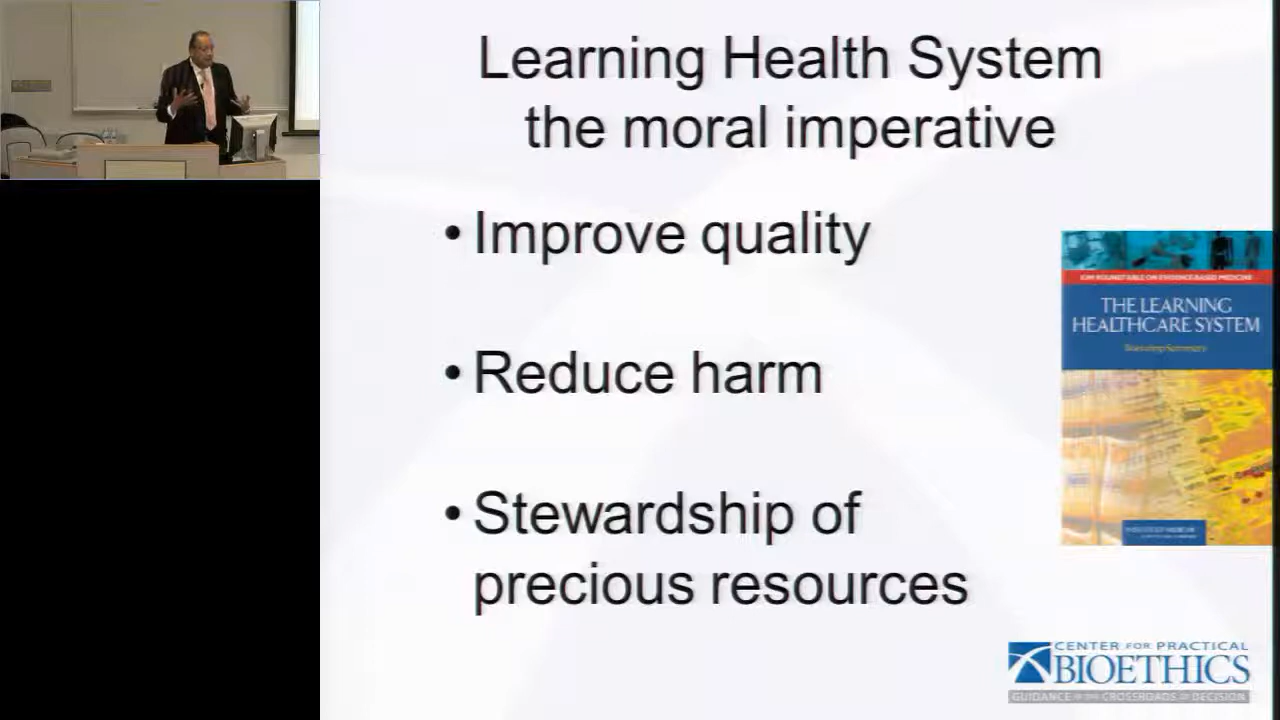 Learning Health System
the moral imperative
• Improve quality
• Reduce harm
• Stewardship of
precious resources
IOM ROUNDTABLE ON EVIDENCE-BASED MEDICINE
THE LEARNING
HEALTHCARE SYSTEM
Workshop Summary
CENTER FOR PRACTICAL
BIOETHICS
GUIDANCE AT THE CROSSROADS OF DECISION